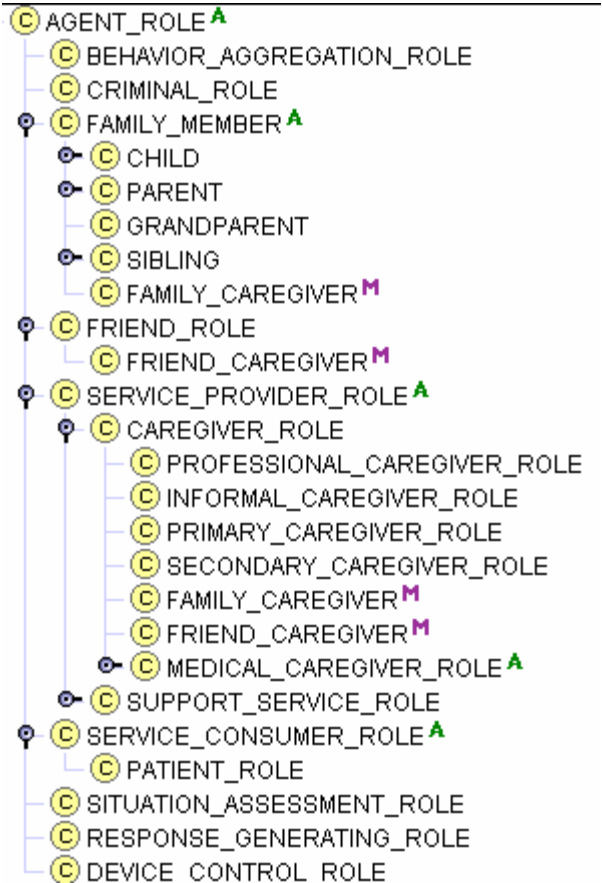 C AGENT_ROLE A
C BEHAVIOR_AGGREGATION_ROLE
C CRIMINAL_ROLE
C FAMILY_MEMBER A
C CHILD
C PARENT
C GRANDPARENT
C SIBLING
C FAMILY_CAREGIVER M
C FRIEND_ROLE
C FRIEND_CAREGIVER M
C SERVICE_PROVIDER_ROLE A
C CAREGIVER_ROLE
C PROFESSIONAL_CAREGIVER_ROLE
C INFORMAL_CAREGIVER_ROLE
C PRIMARY_CAREGIVER_ROLE
C SECONDARY_CAREGIVER_ROLE
C FAMILY_CAREGIVER M
C FRIEND_CAREGIVER M
C MEDICAL_CAREGIVER_ROLE A
C SUPPORT_SERVICE_ROLE
C SERVICE_CONSUMER_ROLE A
C PATIENT_ROLE
C SITUATION_ASSESSMENT_ROLE
C RESPONSE_GENERATING_ROLE
C DEVICE_CONTROL_ROLE